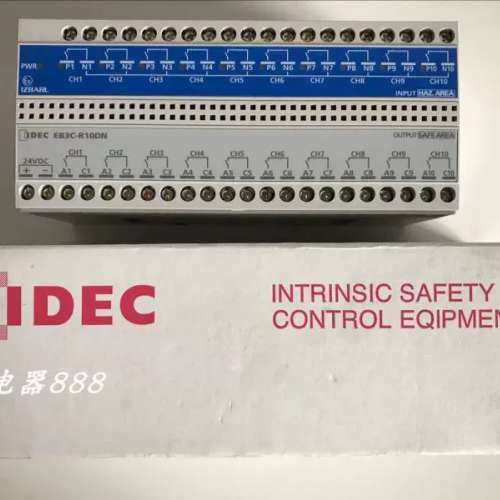 PWR P1 N1 P2 N2 P3 N3 P4 N4 P5 N5 P6 N6 P7 N7 P8 N8 P9 N9 P10 N10
CH1 CH2 CH3 CH4 CH5 CH6 CH7 CH8 CH9 CH10
Ex
IZBARL
INPUT HAZ. AREA
IDEC EB3C-R10DN
OUTPUT SAFE AREA
24VDC CH1 CH2 CH3 CH4 CH5 CH6 CH7 CH8 CH9 CH10
+ − A1 C1 A2 C2 A3 C3 A4 C4 A5 C5 A6 C6 A7 C7 A8 C8 A9 C9 A10 C10
IDEC
INTRINSIC SAFETY
CONTROL EQIPMEN
电器888